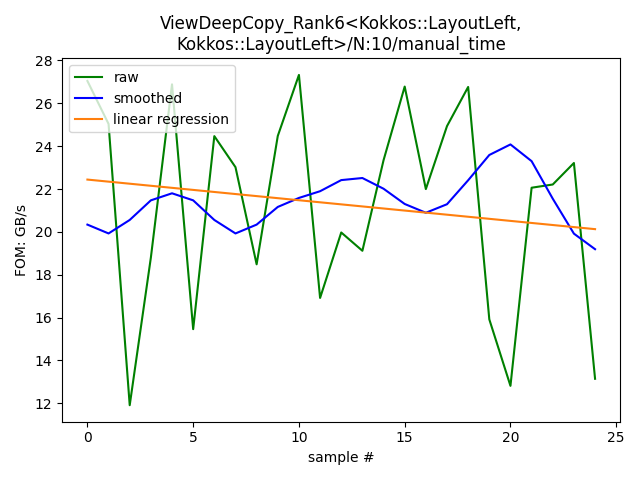 ViewDeepCopy_Rank6<Kokkos::LayoutLeft,
Kokkos::LayoutLeft>/N:10/manual_time
28
26
24
22
20
18
16
14
12
FOM: GB/s
raw
smoothed
linear regression
0
5
10
15
20
25
sample #